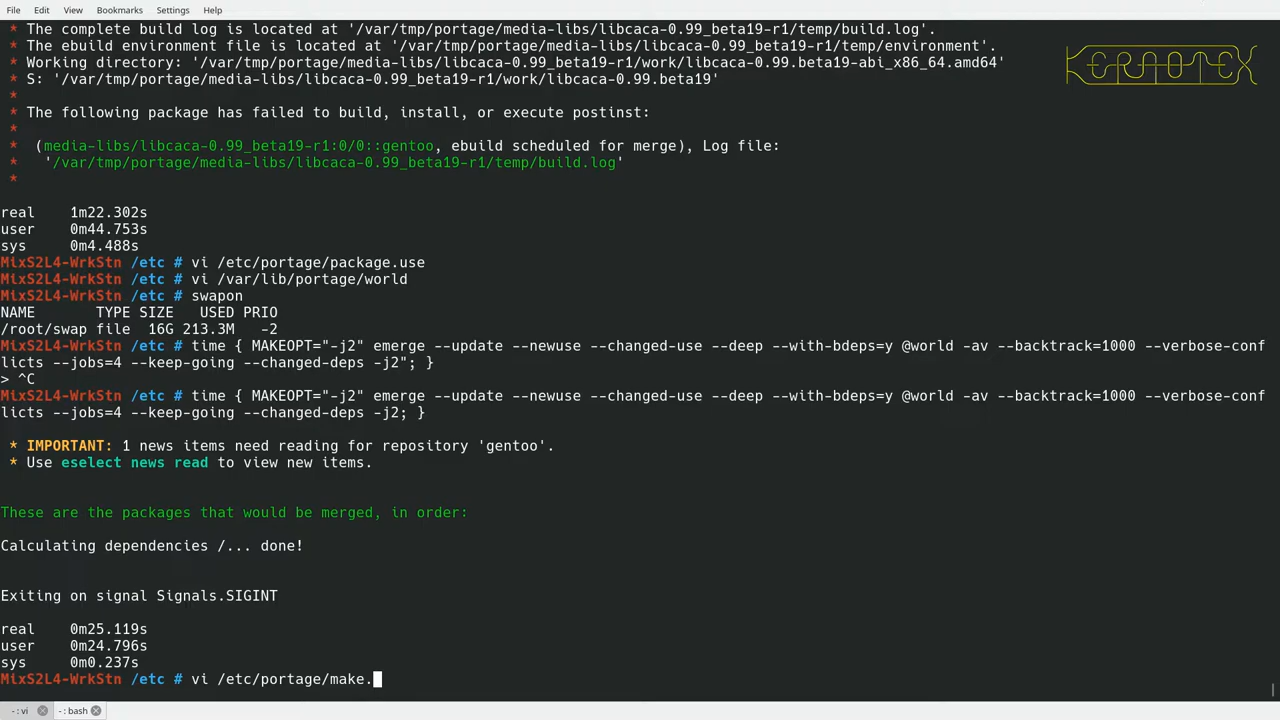 File Edit View Bookmarks Settings Help
* The complete build log is located at '/var/tmp/portage/media-libs/libcaca-0.99_beta19-r1/temp/build.log'.
* The ebuild environment file is located at '/var/tmp/portage/media-libs/libcaca-0.99_beta19-r1/temp/environment'.
* Working directory: '/var/tmp/portage/media-libs/libcaca-0.99_beta19-r1/work/libcaca-0.99.beta19-abi_x86_64.amd64'
* S: '/var/tmp/portage/media-libs/libcaca-0.99_beta19-r1/work/libcaca-0.99.beta19'
*
* The following package has failed to build, install, or execute postinst:
*
*  (media-libs/libcaca-0.99_beta19-r1:0/0::gentoo, ebuild scheduled for merge), Log file:
*   '/var/tmp/portage/media-libs/libcaca-0.99_beta19-r1/temp/build.log'
*
KERNOTEX
real    1m22.302s
user    0m44.753s
sys     0m4.488s
MixS2L4-WrkStn /etc # vi /etc/portage/package.use
MixS2L4-WrkStn /etc # vi /var/lib/portage/world
MixS2L4-WrkStn /etc # swapon
NAME       TYPE SIZE   USED PRIO
/root/swap file  16G 213.3M   -2
MixS2L4-WrkStn /etc # time { MAKEOPT="-j2" emerge --update --newuse --changed-use --deep --with-bdeps=y @world -av --backtrack=1000 --verbose-conf
licts --jobs=4 --keep-going --changed-deps -j2"; }
> ^C
MixS2L4-WrkStn /etc # time { MAKEOPT="-j2" emerge --update --newuse --changed-use --deep --with-bdeps=y @world -av --backtrack=1000 --verbose-conf
licts --jobs=4 --keep-going --changed-deps -j2; }
* IMPORTANT: 1 news items need reading for repository 'gentoo'.
* Use eselect news read to view new items.
These are the packages that would be merged, in order:
Calculating dependencies /... done!
Exiting on signal Signals.SIGINT
real    0m25.119s
user    0m24.796s
sys     0m0.237s
MixS2L4-WrkStn /etc # vi /etc/portage/make.
- : vi - : bash